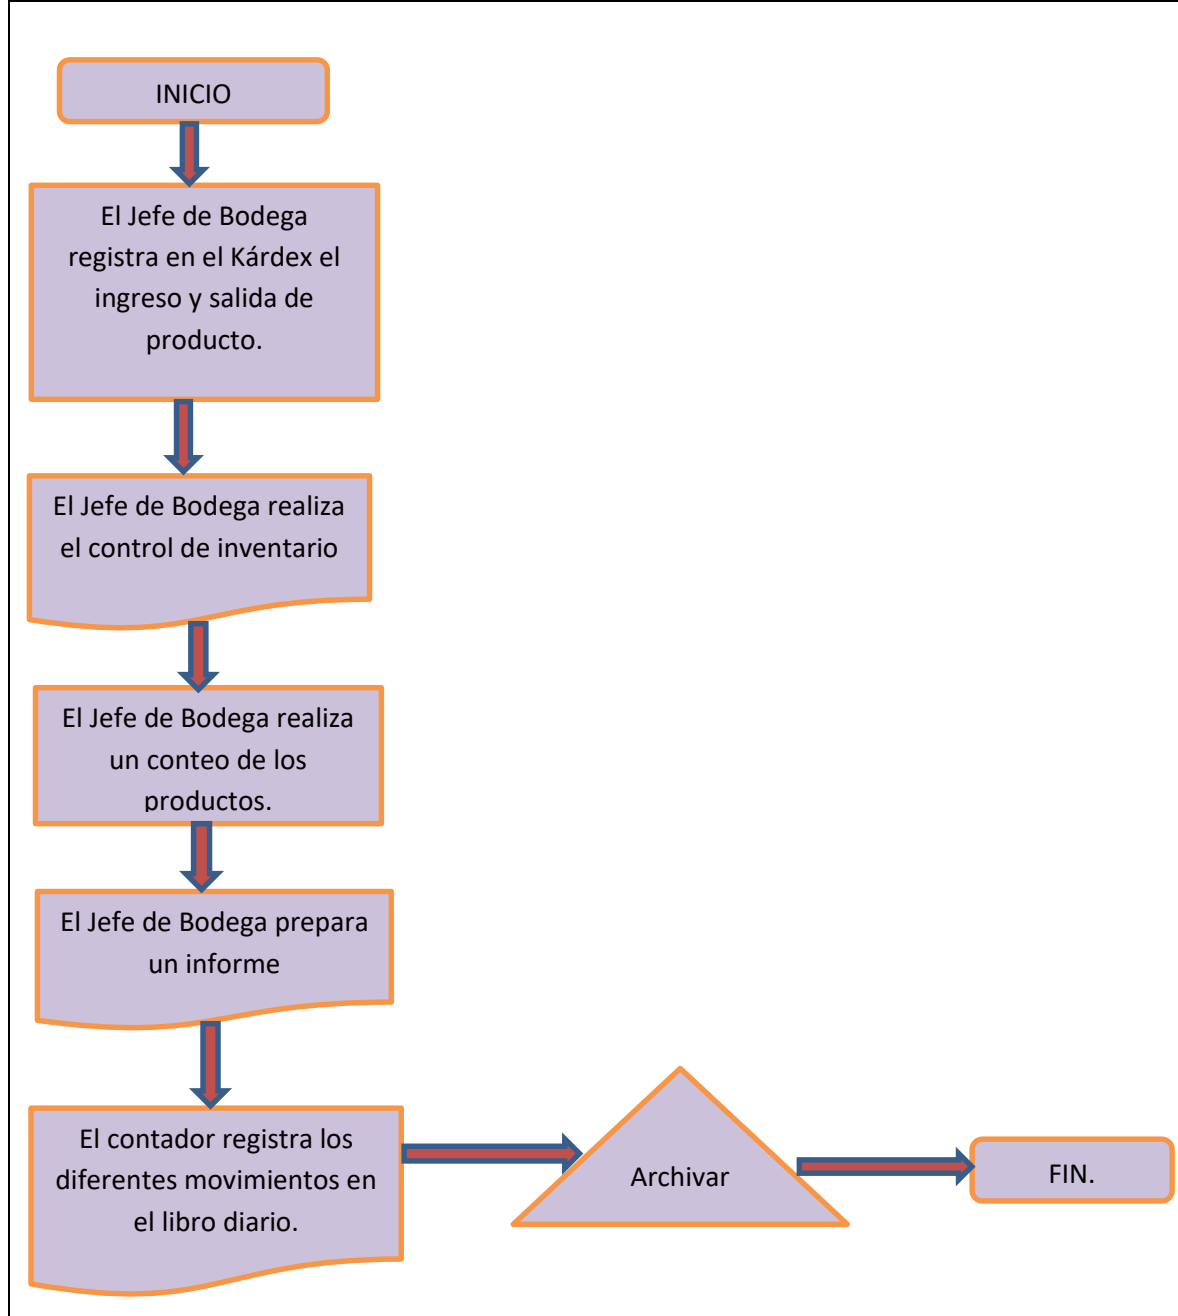 INICIO
El Jefe de Bodega
registra en el Kárdex el
ingreso y salida de
producto.
El Jefe de Bodega realiza
el control de inventario
El Jefe de Bodega realiza
un conteo de los
productos.
El Jefe de Bodega prepara
un informe
El contador registra los
diferentes movimientos en
el libro diario.
Archivar
FIN.